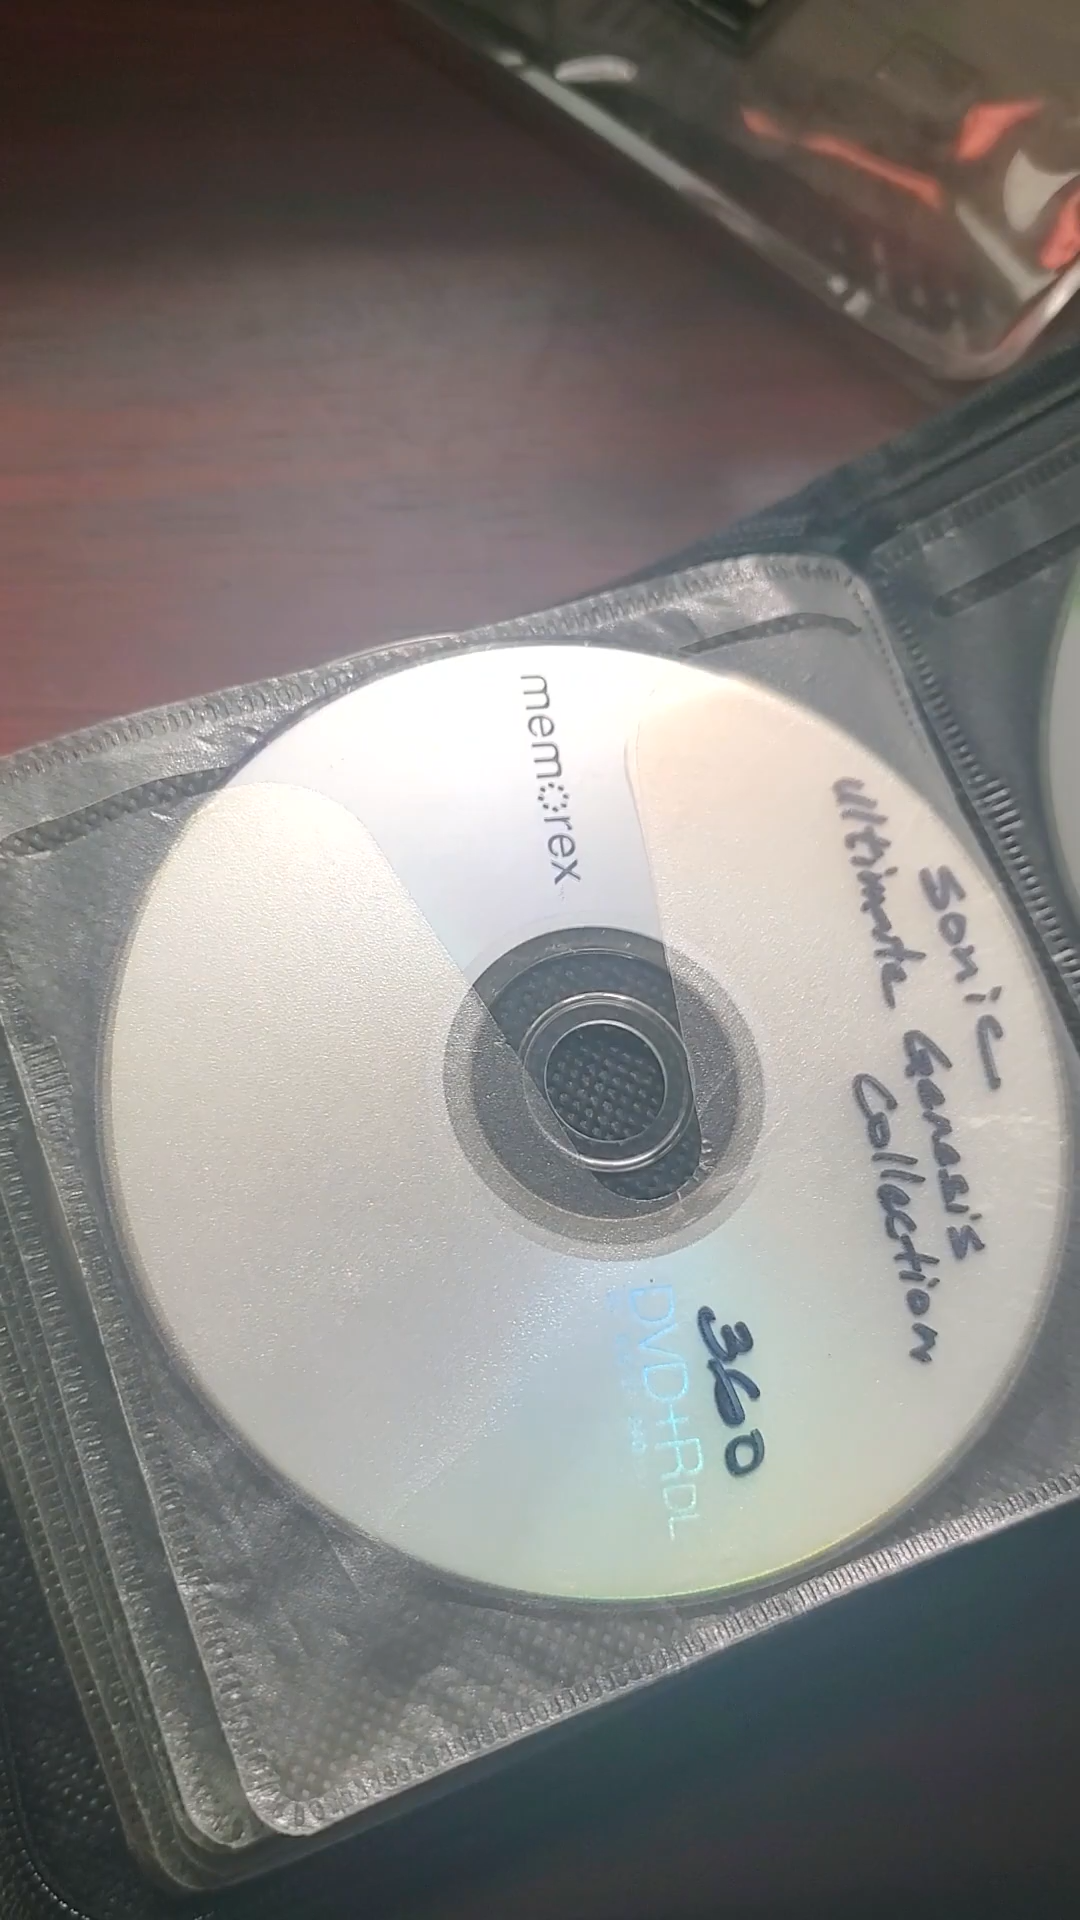 memorex
Sonic
Ultimate Genesis
Collection
360
DVD+R DL